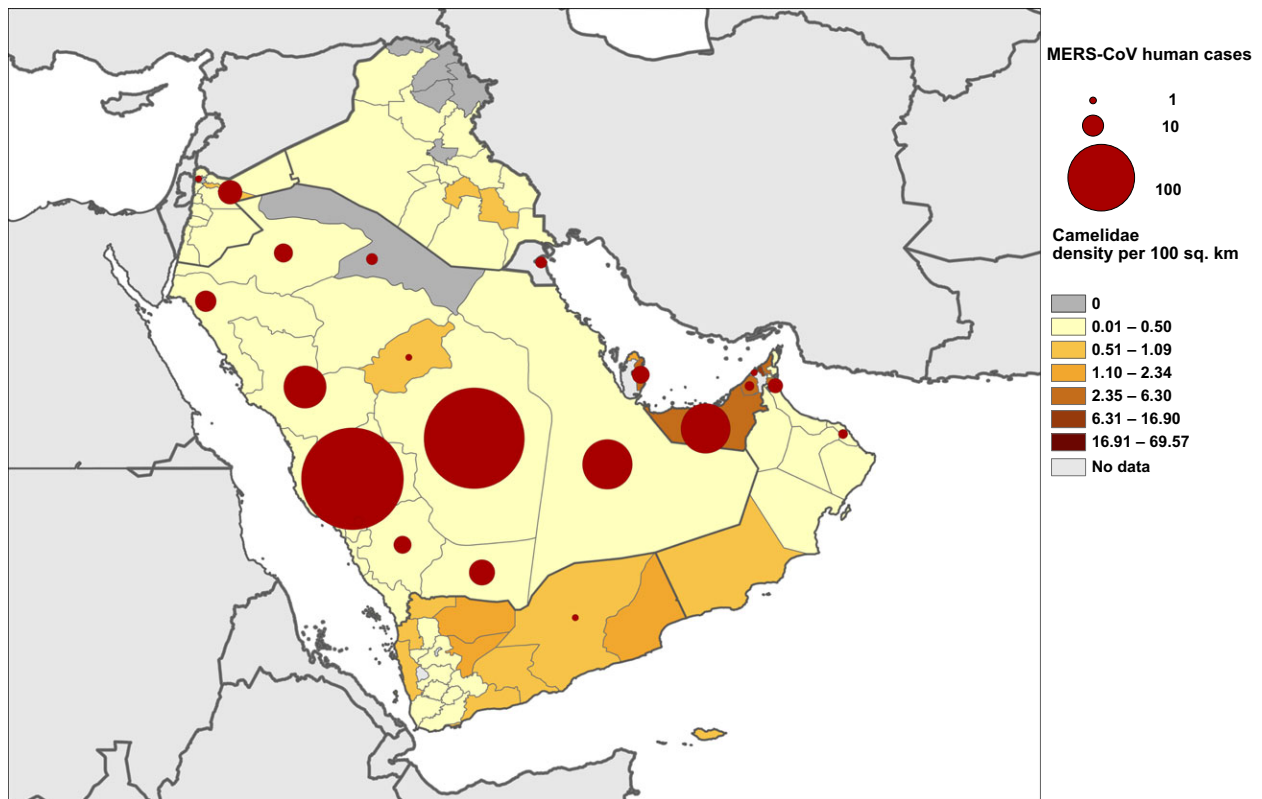 MERS-CoV human cases
1
10
100
Camelidae
density per 100 sq. km
0
0.01 – 0.50
0.51 – 1.09
1.10 – 2.34
2.35 – 6.30
6.31 – 16.90
16.91 – 69.57
No data